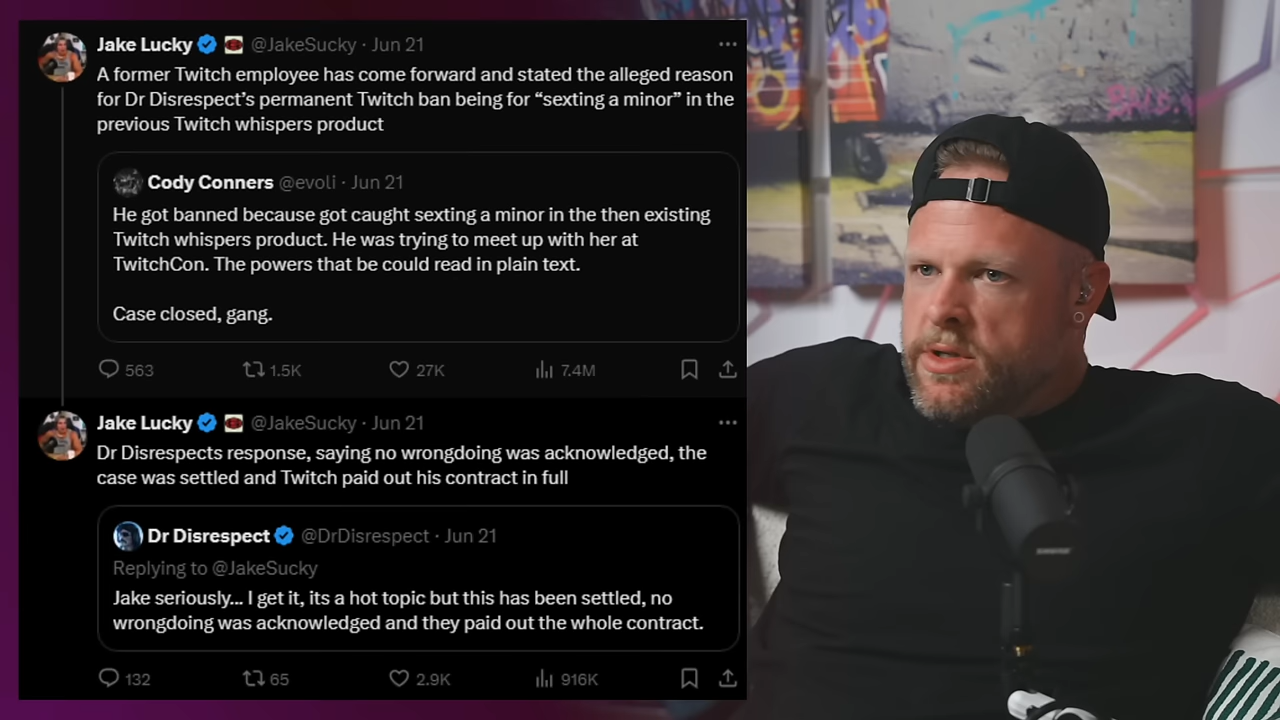 Jake Lucky @JakeSucky · Jun 21
A former Twitch employee has come forward and stated the alleged reason
for Dr Disrespect’s permanent Twitch ban being for “sexting a minor” in the
previous Twitch whispers product
Cody Conners @evoli · Jun 21
He got banned because got caught sexting a minor in the then existing
Twitch whispers product. He was trying to meet up with her at
TwitchCon. The powers that be could read in plain text.
Case closed, gang.
563 1.5K 27K 7.4M
Jake Lucky @JakeSucky · Jun 21
Dr Disrespects response, saying no wrongdoing was acknowledged, the
case was settled and Twitch paid out his contract in full
Dr Disrespect @DrDisrespect · Jun 21
Replying to @JakeSucky
Jake seriously... I get it, its a hot topic but this has been settled, no
wrongdoing was acknowledged and they paid out the whole contract.
132 65 2.9K 916K